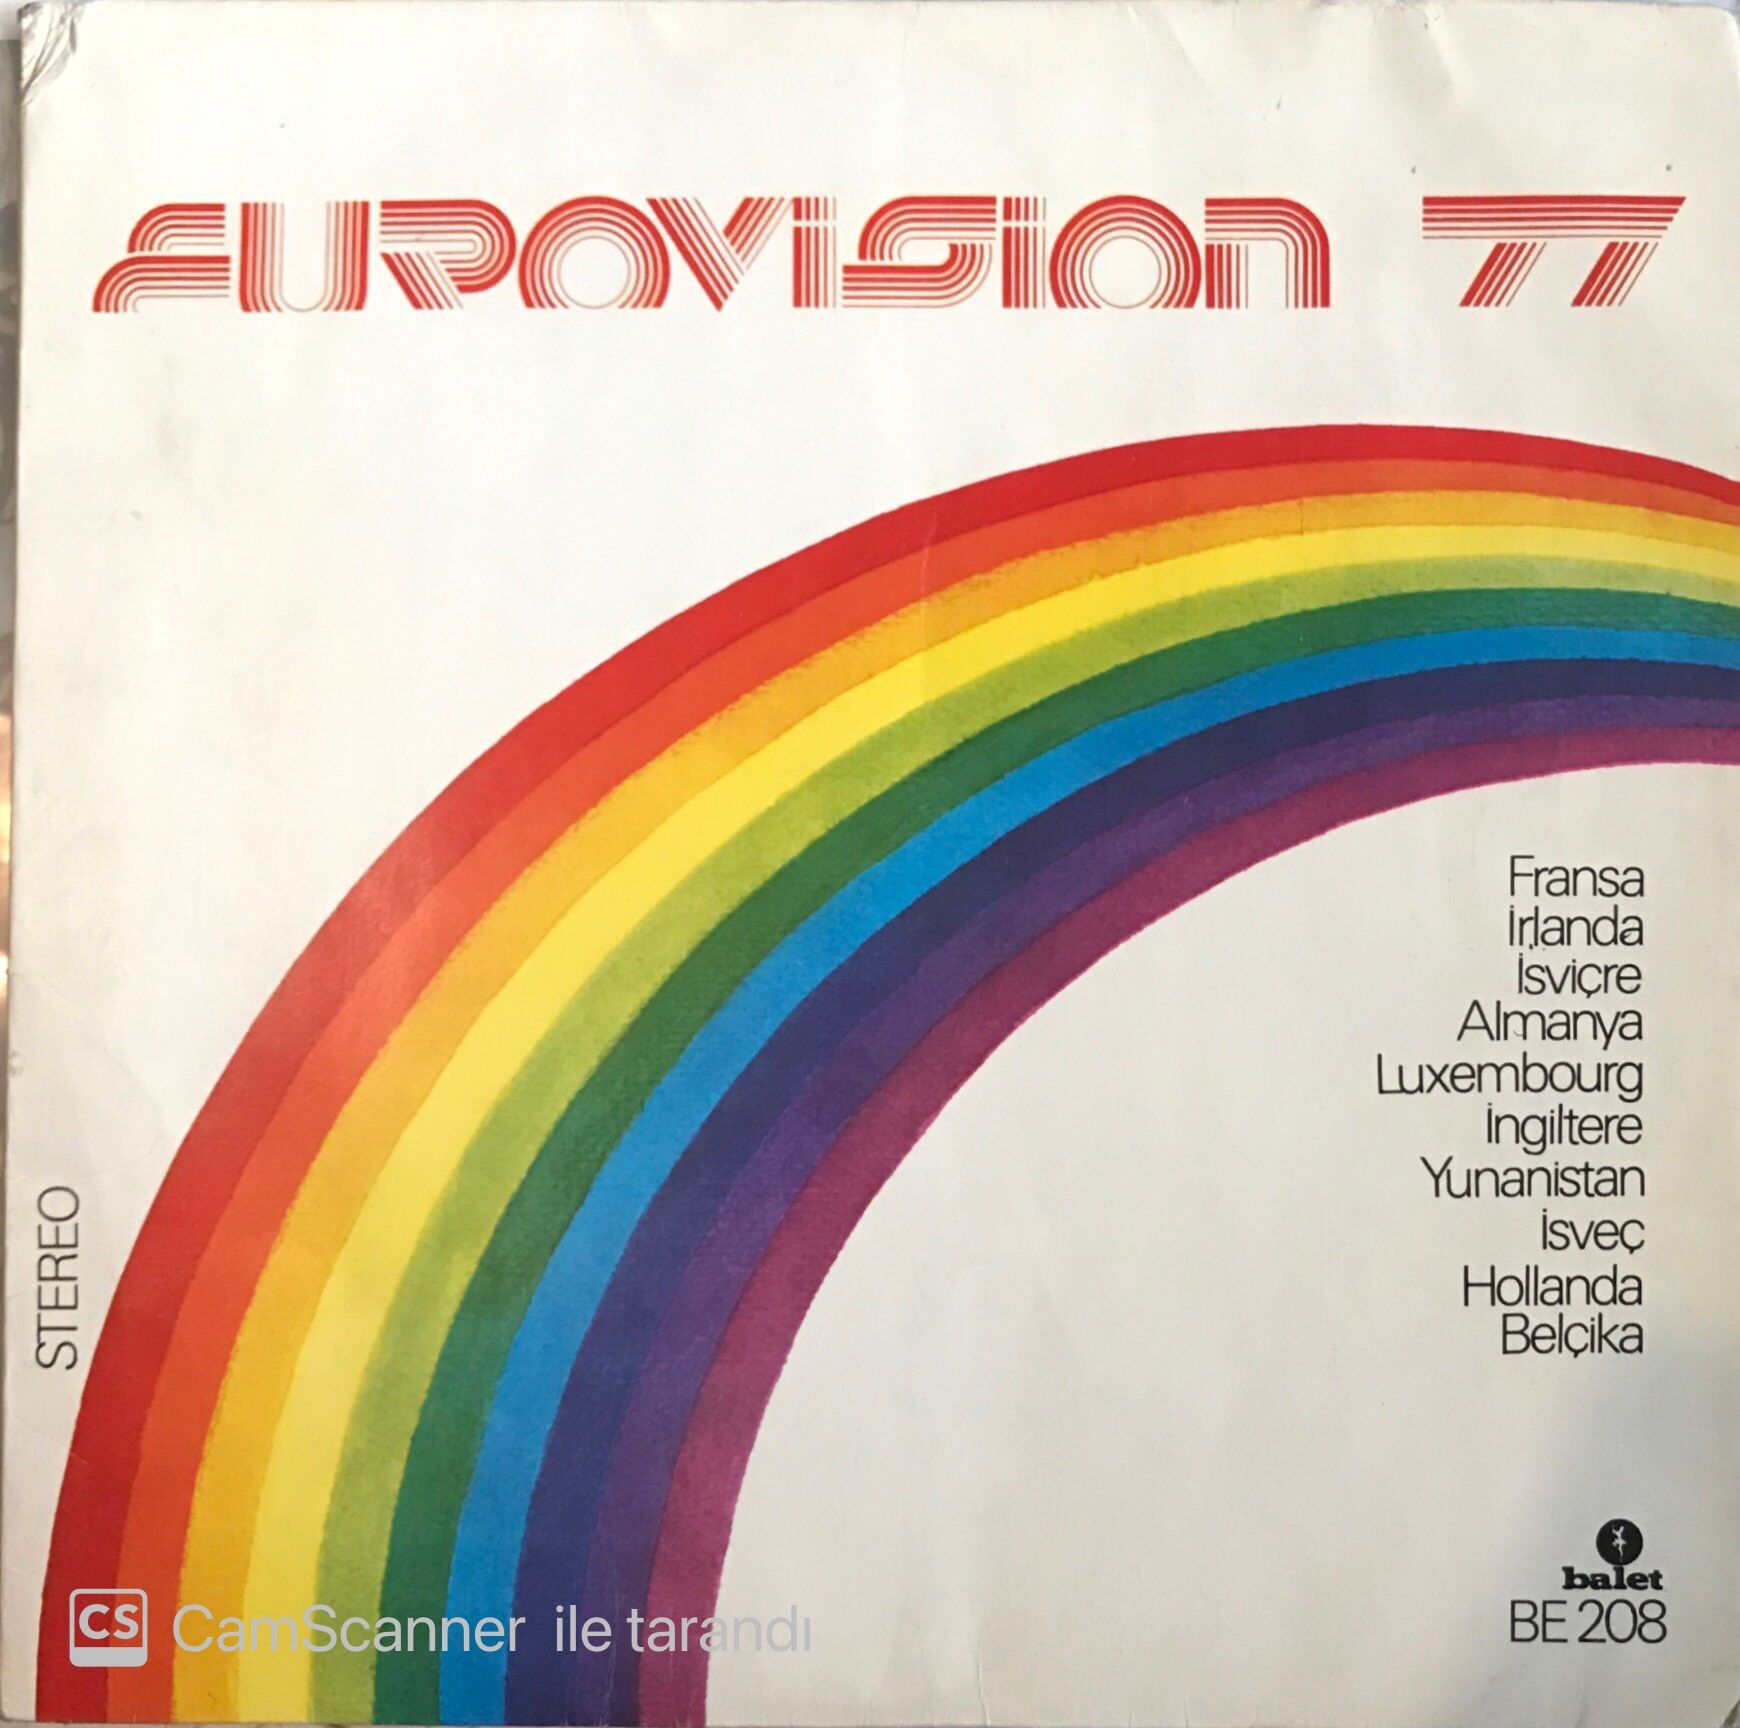 EUROVISION 77
Fransa
İrlanda
İsviçre
Almanya
Luxembourg
İngiltere
Yunanistan
İsveç
Hollanda
Belçika
STEREO
balet
BE 208
CS CamScanner ile tarandı